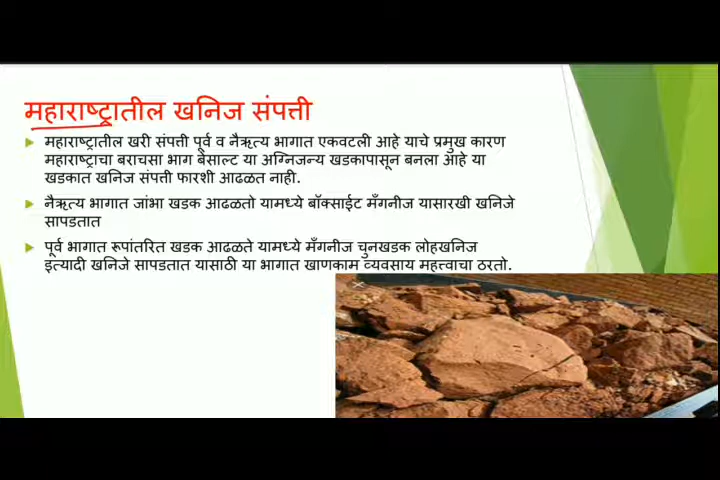 महाराष्ट्रातील खनिज संपत्ती
महाराष्ट्रातील खरी संपत्ती पूर्व व नैऋत्य भागात एकवटली आहे याचे प्रमुख कारण
महाराष्ट्राचा बराचसा भाग बेसाल्ट या अग्निजन्य खडकापासून बनला आहे या
खडकात खनिज संपत्ती फारशी आढळत नाही.
नैऋत्य भागात जांभा खडक आढळतो यामध्ये बॉक्साईट मँगनीज यासारखी खनिजे
सापडतात
पूर्व भागात रूपांतरित खडक आढळते यामध्ये मँगनीज चुनखडक लोहखनिज
इत्यादी खनिजे सापडतात यासाठी या भागात खाणकाम व्यवसाय महत्त्वाचा ठरतो.